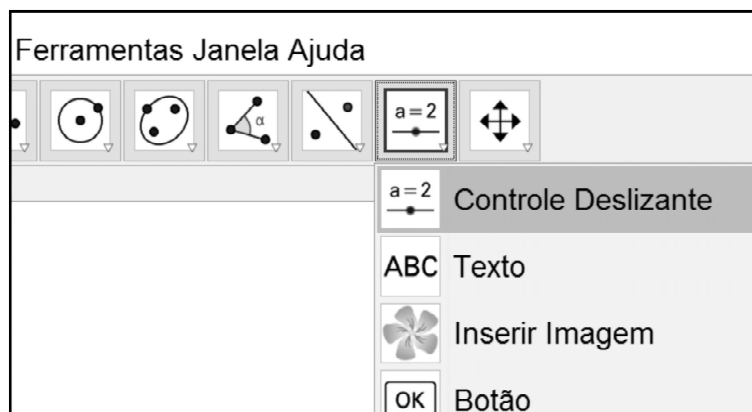 Ferramentas Janela Ajuda
α
a=2
a=2 Controle Deslizante
ABC Texto
Inserir Imagem
OK Botão